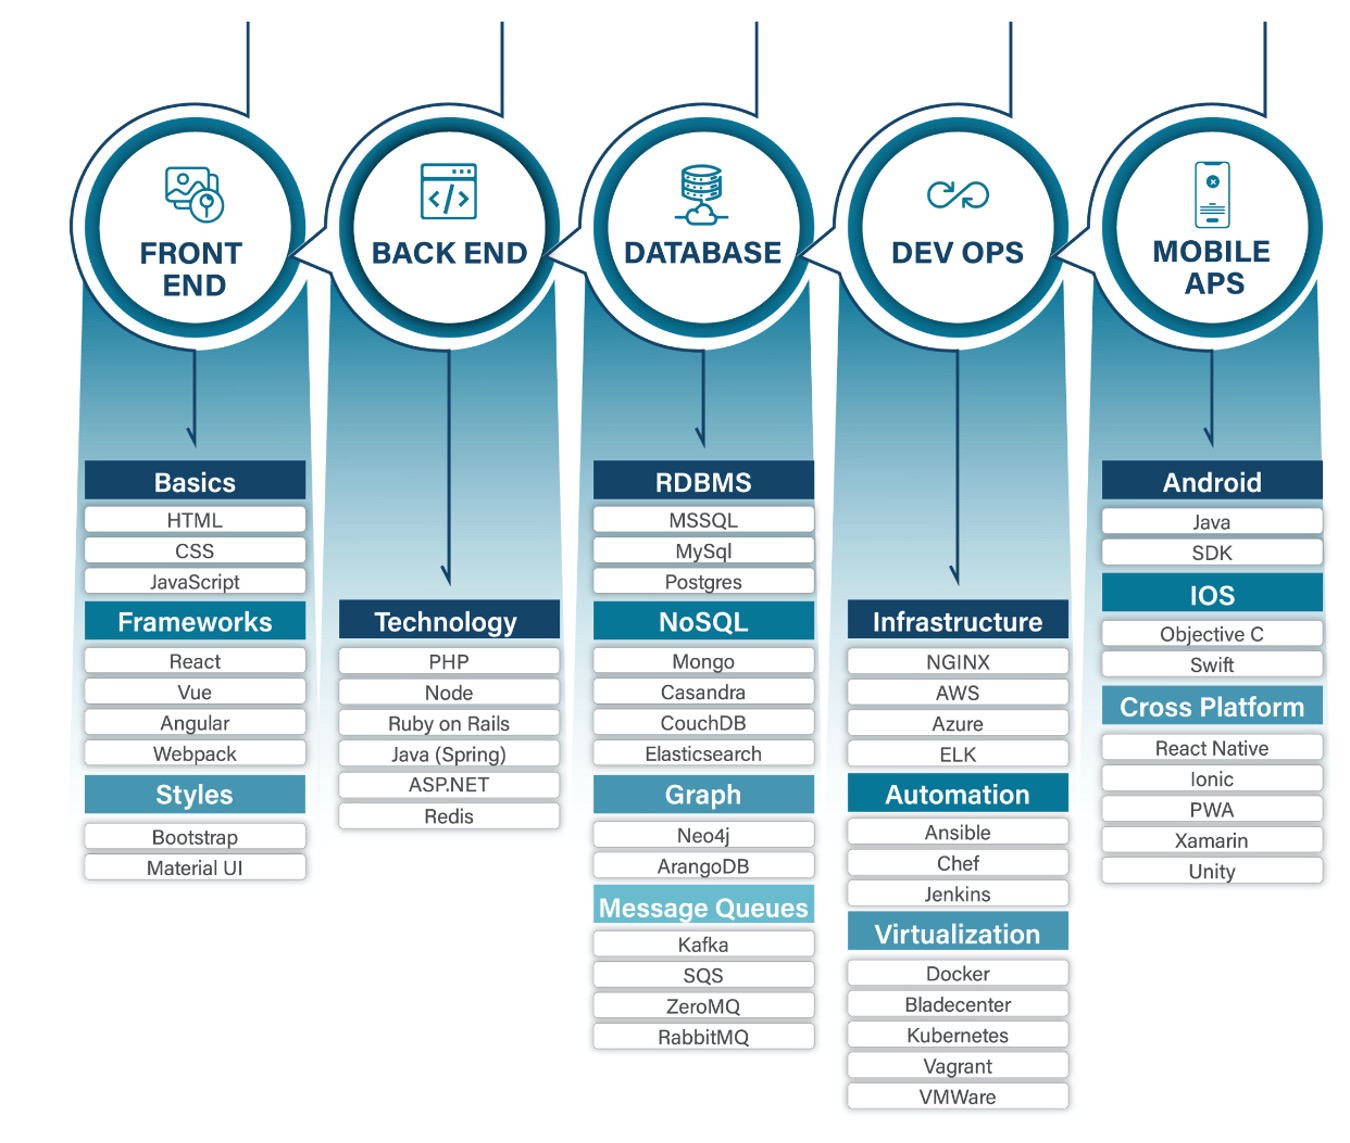 FRONT
END
Basics
HTML
CSS
JavaScript
Frameworks
React
Vue
Angular
Webpack
Styles
Bootstrap
Material UI
BACK END
Technology
PHP
Node
Ruby on Rails
Java (Spring)
ASP.NET
Redis
DATABASE
RDBMS
MSSQL
MySql
Postgres
NoSQL
Mongo
Casandra
CouchDB
Elasticsearch
Graph
Neo4j
ArangoDB
Message Queues
Kafka
SQS
ZeroMQ
RabbitMQ
DEV OPS
Infrastructure
NGINX
AWS
Azure
ELK
Automation
Ansible
Chef
Jenkins
Virtualization
Docker
Bladecenter
Kubernetes
Vagrant
VMWare
MOBILE
APS
Android
Java
SDK
IOS
Objective C
Swift
Cross Platform
React Native
Ionic
PWA
Xamarin
Unity